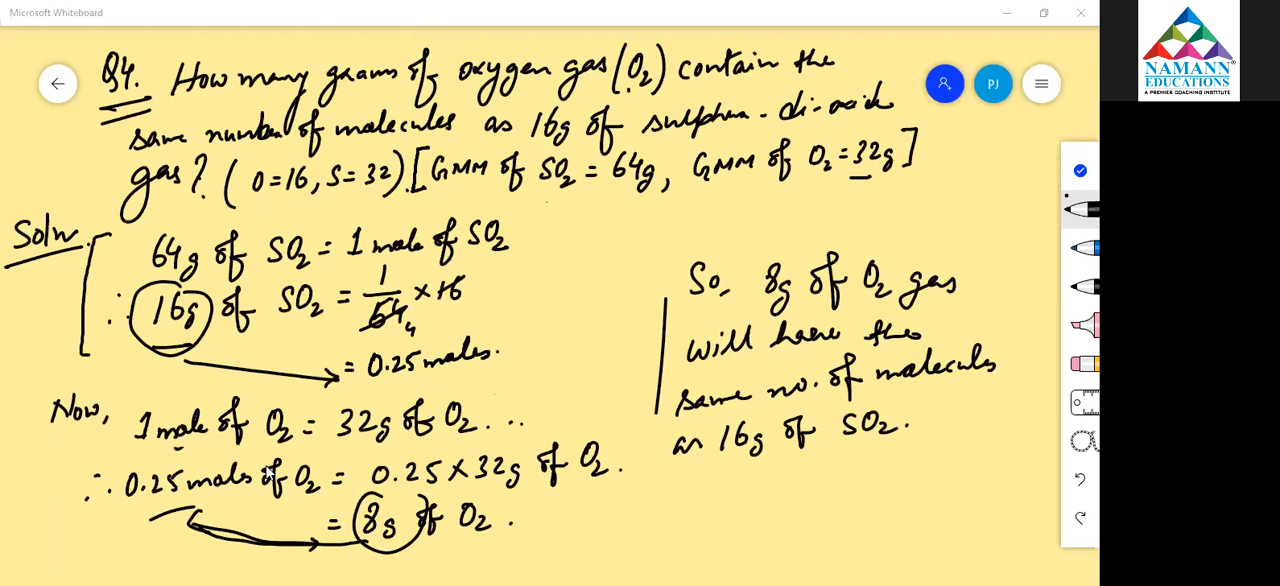 Microsoft Whiteboard
Q4. How many grams of oxygen gas (O2) contain the
same number of molecules as 16g of sulphur-di-oxide
gas? (O=16, S=32). [GMM of SO2 = 64g, GMM of O2 = 32g]
Soln.
64g of SO2 = 1 mole of SO2
∴ 16g of SO2 = 1/64 × 16
4
= 0.25 moles.
Now, 1 mole of O2 = 32g of O2...
∴ 0.25 moles of O2 = 0.25 × 32g of O2.
= 8g of O2.
So, 8g of O2 gas
will have the
same no. of molecules
as 16g of SO2.
PJ
NAMANN®
EDUCATIONS
A PREMIER COACHING INSTITUTE